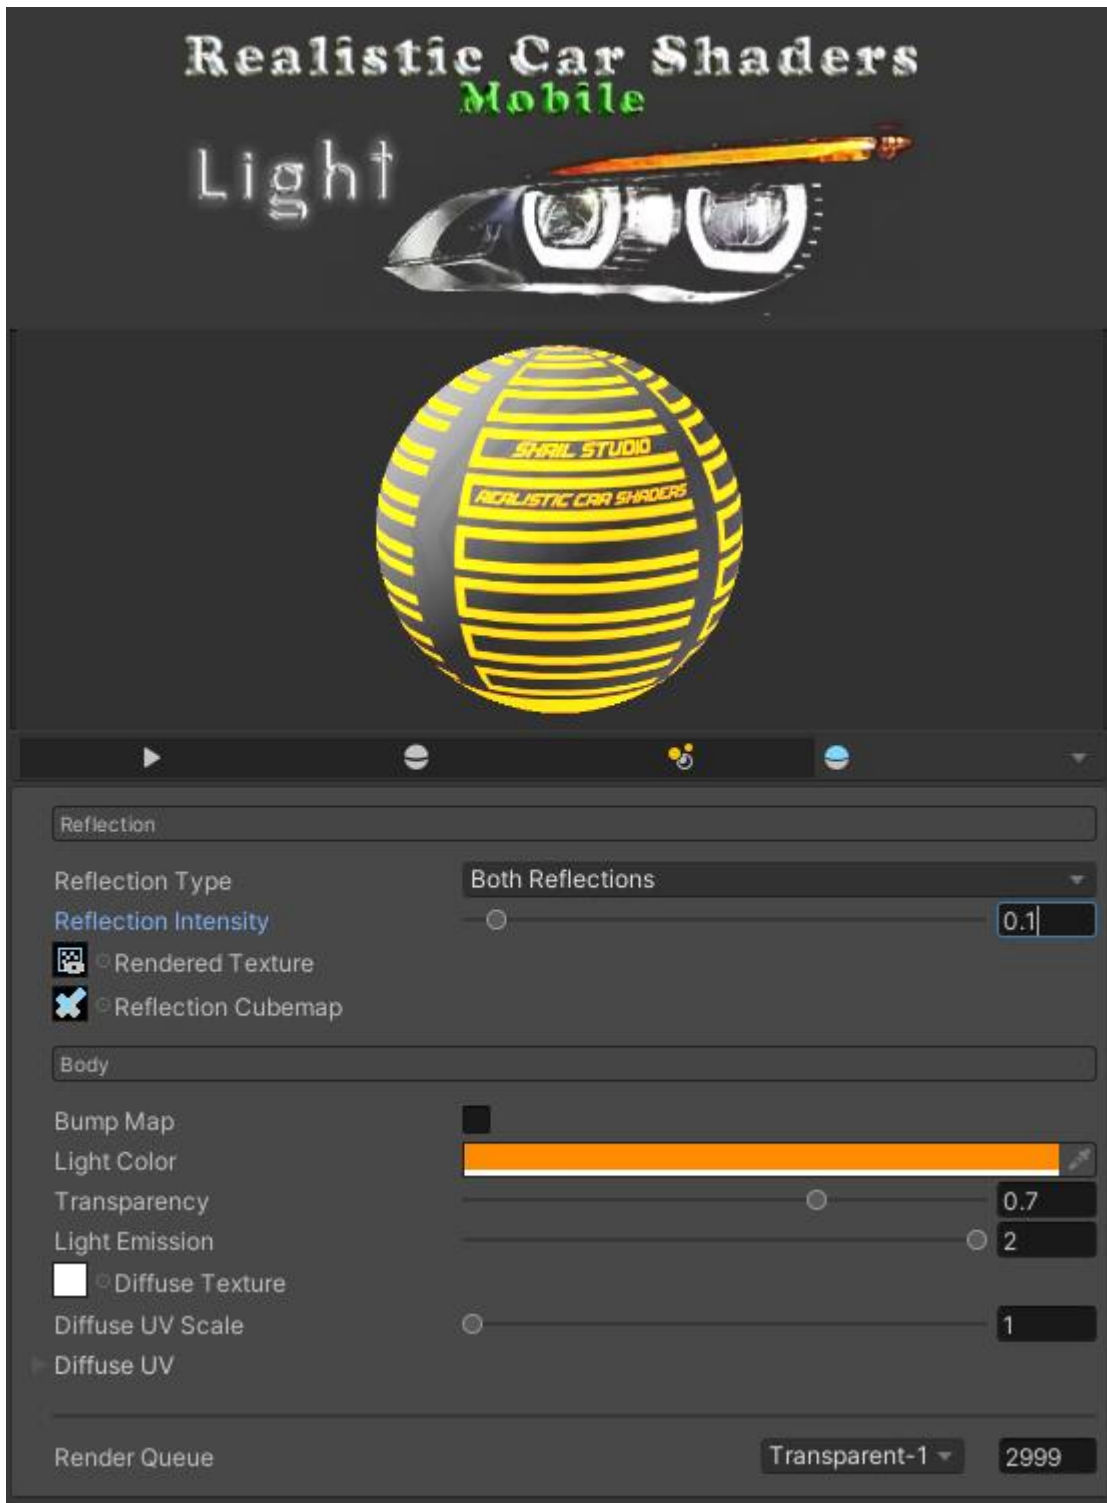 Realistic Car Shaders
Mobile
Light
SHAIL STUDIO
REALISTIC CAR SHADERS
Reflection
Reflection Type Both Reflections
Reflection Intensity 0.1
Rendered Texture
Reflection Cubemap
Body
Bump Map
Light Color
Transparency 0.7
Light Emission 2
Diffuse Texture
Diffuse UV Scale 1
Diffuse UV
Render Queue Transparent-1 2999